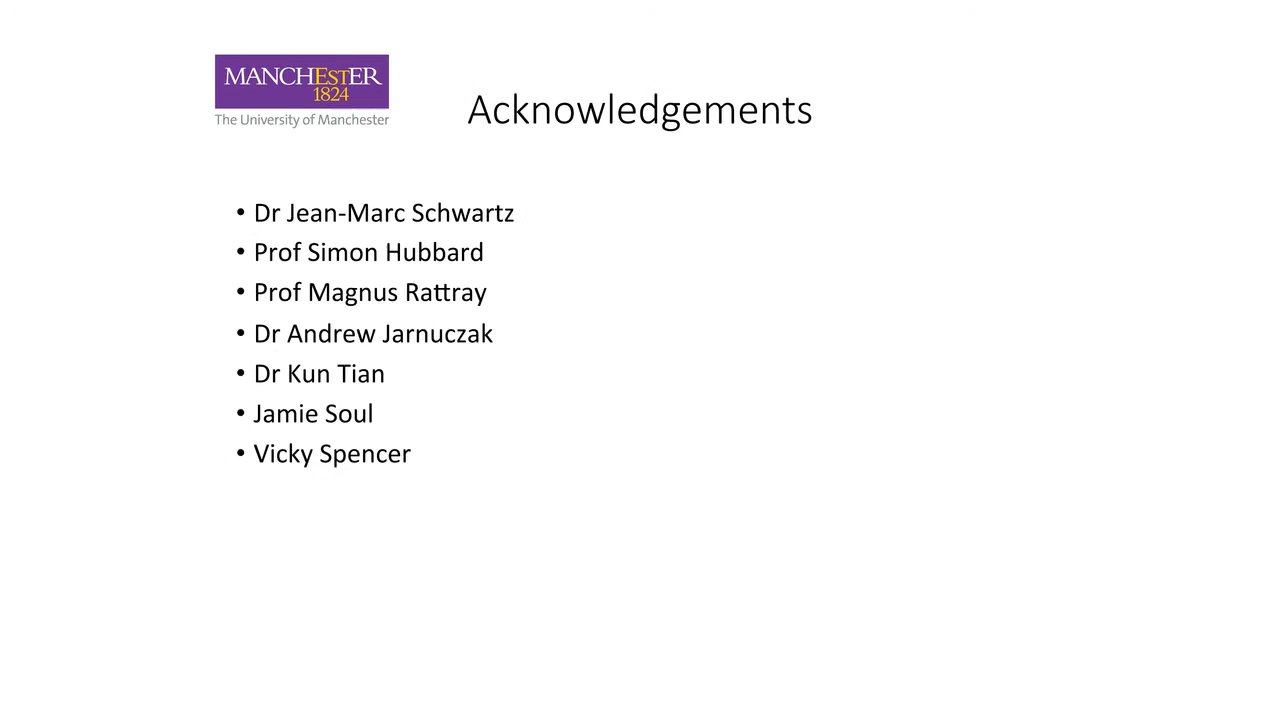 MANCHESTER
1824
The University of Manchester
Acknowledgements
• Dr Jean-Marc Schwartz
• Prof Simon Hubbard
• Prof Magnus Rattray
• Dr Andrew Jarnuczak
• Dr Kun Tian
• Jamie Soul
• Vicky Spencer